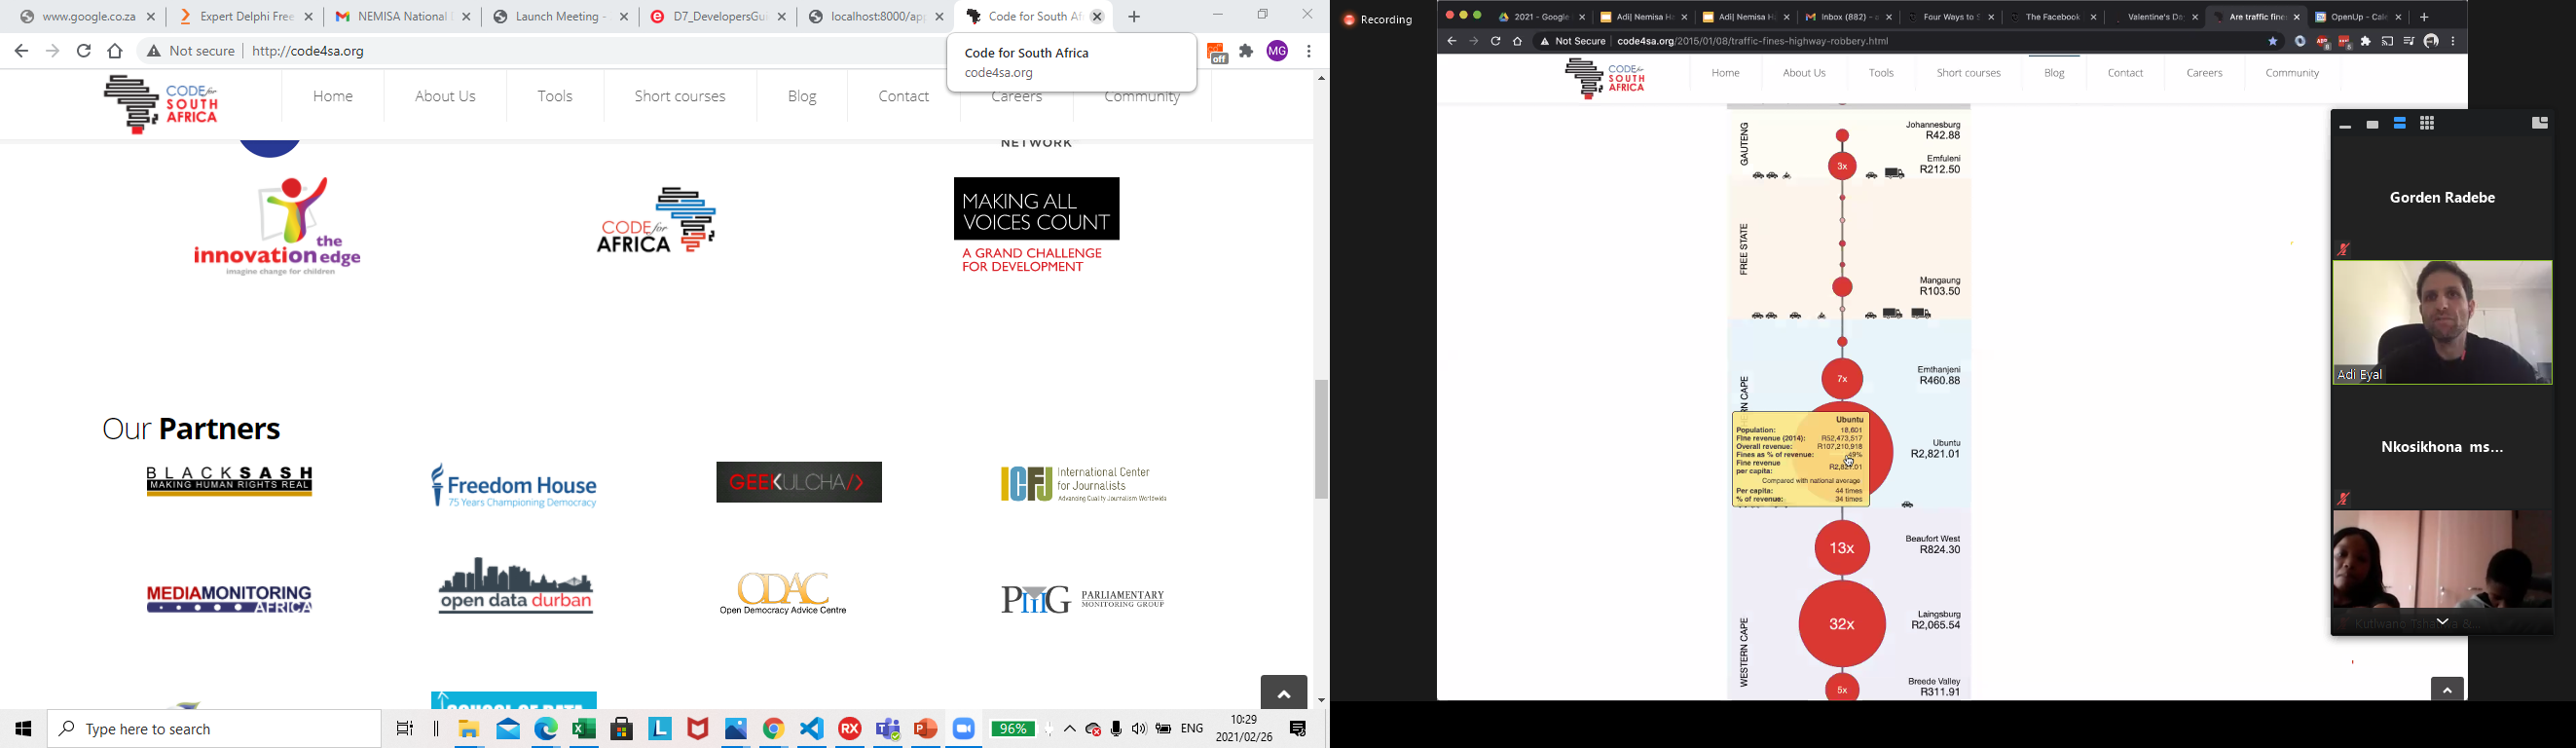 www.google.co.za
Expert Delphi Free
NEMISA National
Launch Meeting -
D7_DevelopersGui
localhost:8000/ap
Code for South Af
Not secure
http://code4sa.org
off
MG
Code for South Africa
code4sa.org
CODE for
SOUTH
AFRICA
Home
About Us
Tools
Short courses
Blog
Contact
Careers
Community
NETWORK
the
innovation edge
imagine change for children
CODE for
AFRICA
MAKING ALL
VOICES COUNT
A GRAND CHALLENGE
FOR DEVELOPMENT
Our Partners
BLACKSASH
MAKING HUMAN RIGHTS REAL
Freedom House
75 Years Championing Democracy
GEEKULCHA/>
ICFJ
International Center
for Journalists
Advancing Quality Journalism Worldwide
MEDIAMONITORING
AFRICA
open data durban
ODAC
Open Democracy Advice Centre
PMG
PARLIAMENTARY
MONITORING GROUP
SCHOOL OF DATA
Type here to search
96%
ENG
10:29
2021/02/26
Recording
2021 - Google
Adi| Nemisa Ha
Adi| Nemisa H
Inbox (882) - a
Four Ways to S
The Facebook
Valentine's Da
Are traffic fine
OpenUp - Cale
Not Secure
code4sa.org/2015/01/08/traffic-fines-highway-robbery.html
CODE for
SOUTH
AFRICA
Home
About Us
Tools
Short courses
Blog
Contact
Careers
Community
GAUTENG
Johannesburg
R42.88
3x
Emfuleni
R212.50
FREE STATE
Mangaung
R103.50
7x
Emthanjeni
R460.88
Ubuntu
Population: 18,601
Fine revenue (2014): R52,473,517
Overall revenue: R107,210,918
Fines as % of revenue: 49%
Fine revenue
per capita: R2,821.01
Compared with national average
Per capita: 44 times
% of revenue: 34 times
Ubuntu
R2,821.01
WESTERN CAPE
13x
Beaufort West
R824.30
32x
Laingsburg
R2,065.54
5x
Breede Valley
R311.91
Gorden Radebe
Adi Eyal
Nkosikhona ms...